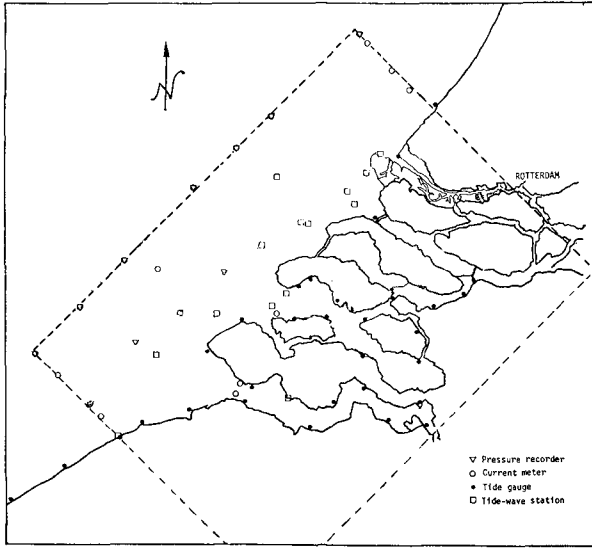 N
ROTTERDAM
Pressure recorder
Current meter
Tide gauge
Tide-wave station